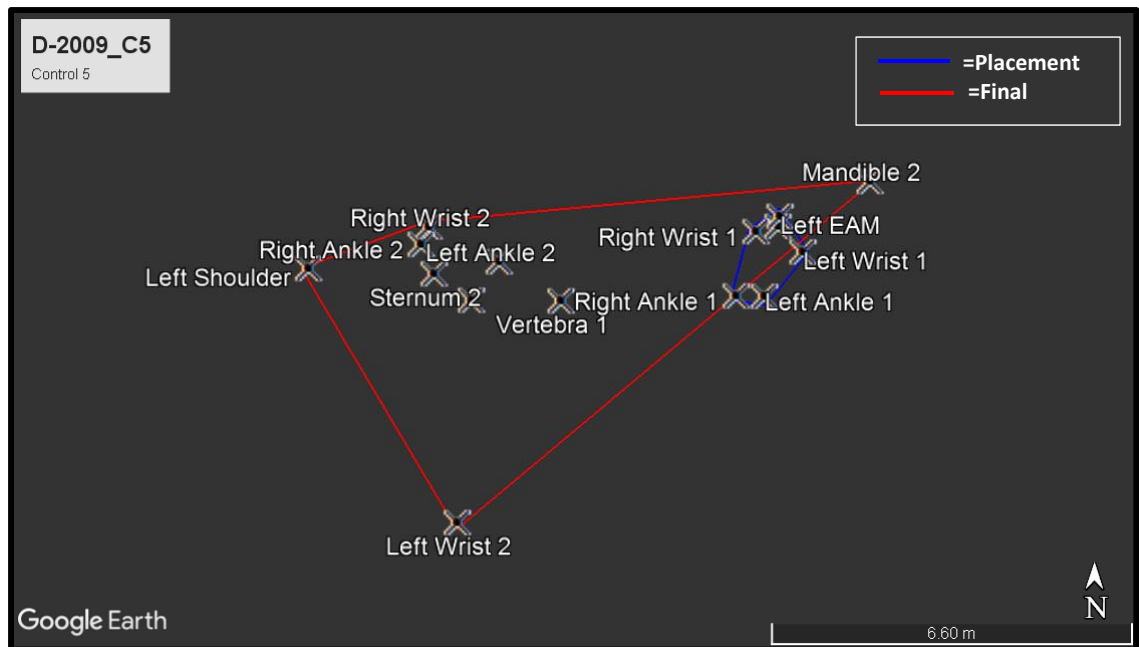 D-2009_C5
Control 5
=Placement
=Final
Mandible 2
Right Wrist 2
Left EAM
Right Wrist 1
Right Ankle 2
Left Ankle 2
Left Wrist 1
Left Shoulder
Sternum 2
Right Ankle 1
Left Ankle 1
Vertebra 1
Left Wrist 2
N
Google Earth
6.60 m